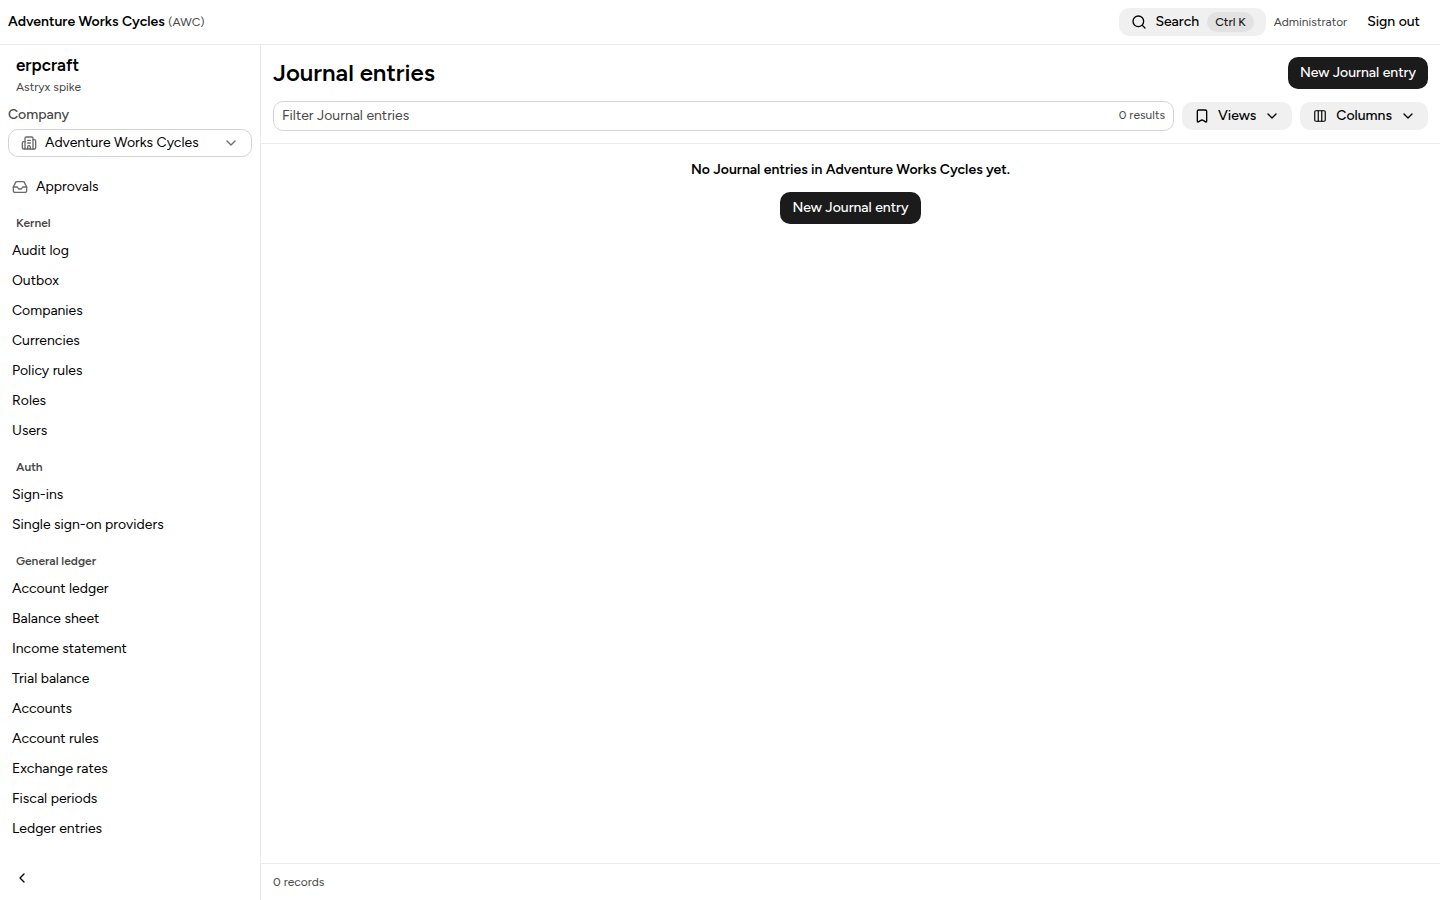 Adventure Works Cycles (AWC)
Search Ctrl K Administrator Sign out
erpcraft
Astryx spike
Company
Adventure Works Cycles
Approvals
Kernel
Audit log
Outbox
Companies
Currencies
Policy rules
Roles
Users
Auth
Sign-ins
Single sign-on providers
General ledger
Account ledger
Balance sheet
Income statement
Trial balance
Accounts
Account rules
Exchange rates
Fiscal periods
Ledger entries
Journal entries
New Journal entry
Filter Journal entries 0 results Views Columns
No Journal entries in Adventure Works Cycles yet.
New Journal entry
0 records